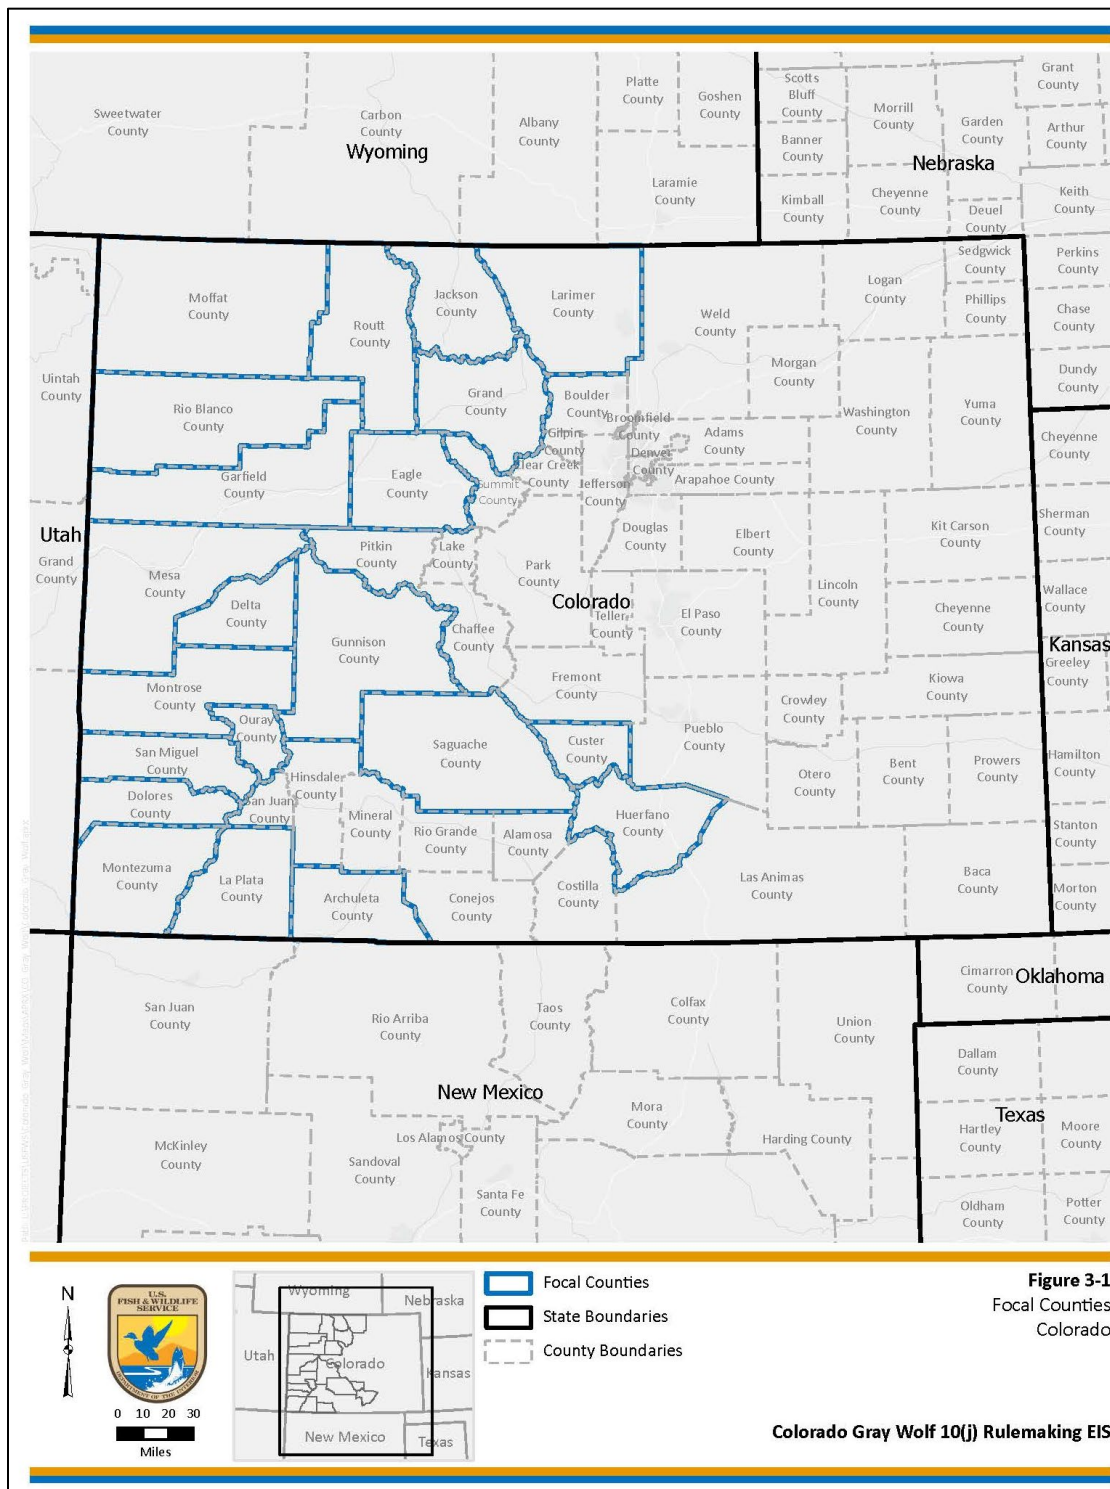 Sweetwater
County
Carbon
County
Albany
County
Platte
County
Goshen
County
Laramie
County
Wyoming
Scotts
Bluff
County
Banner
County
Kimball
County
Morrill
County
Cheyenne
County
Garden
County
Deuel
County
Grant
County
Arthur
County
Keith
County
Nebraska
Perkins
County
Chase
County
Dundy
County
Moffat
County
Routt
County
Jackson
County
Larimer
County
Weld
County
Logan
County
Sedgwick
County
Phillips
County
Morgan
County
Washington
County
Yuma
County
Uintah
County
Rio Blanco
County
Grand
County
Boulder
County
Broomfield
County
Gilpin
County
Clear Creek
County
Denver
County
Adams
County
Arapahoe County
Jefferson
County
Garfield
County
Eagle
County
Summit
County
Cheyenne
County
Sherman
County
Wallace
County
Utah
Grand
County
Mesa
County
Pitkin
County
Lake
County
Park
County
Douglas
County
Elbert
County
Kit Carson
County
Lincoln
County
Cheyenne
County
Colorado
Teller
County
El Paso
County
Delta
County
Gunnison
County
Chaffee
County
Fremont
County
Kansas
Greeley
County
Kiowa
County
Crowley
County
Pueblo
County
Montrose
County
Ouray
County
San Miguel
County
Dolores
County
San Juan
County
Hinsdale
County
Saguache
County
Custer
County
Mineral
County
Rio Grande
County
Alamosa
County
Huerfano
County
Otero
County
Bent
County
Prowers
County
Hamilton
County
Stanton
County
Morton
County
Montezuma
County
La Plata
County
Archuleta
County
Conejos
County
Costilla
County
Las Animas
County
Baca
County
San Juan
County
Rio Arriba
County
Taos
County
Colfax
County
Union
County
Cimarron
County
Oklahoma
Dallam
County
New Mexico
Texas
McKinley
County
Los Alamos County
Sandoval
County
Santa Fe
County
Mora
County
Harding County
Hartley
County
Moore
County
Oldham
County
Potter
County
N
U.S.
FISH & WILDLIFE
SERVICE
DEPARTMENT OF THE INTERIOR
0 10 20 30
Miles
Wyoming
Nebraska
Utah
Colorado
Kansas
New Mexico
Texas
Focal Counties
State Boundaries
County Boundaries
Figure 3-1
Focal Counties
Colorado
Colorado Gray Wolf 10(j) Rulemaking EIS